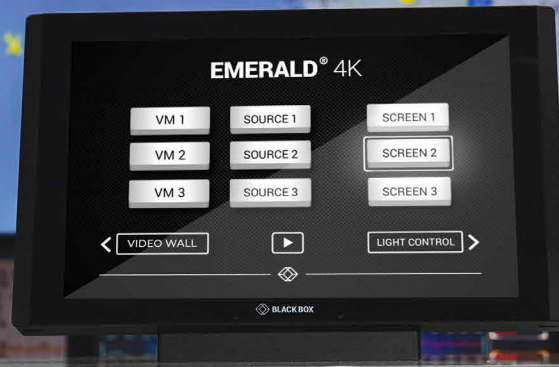 EMERALD® 4K
VM 1 SOURCE 1 SCREEN 1
VM 2 SOURCE 2 SCREEN 2
VM 3 SOURCE 3 SCREEN 3
VIDEO WALL LIGHT CONTROL
BLACK BOX